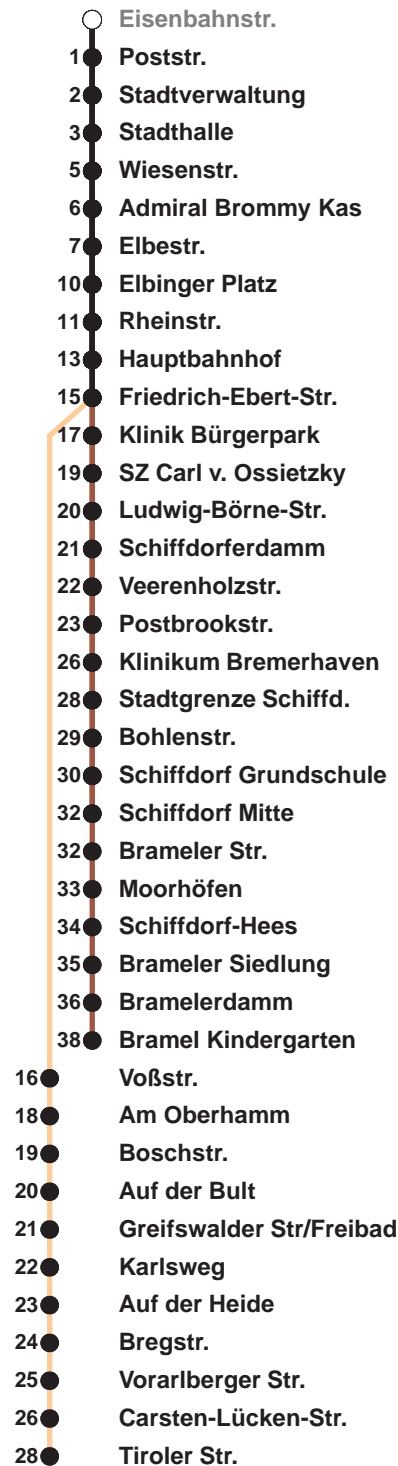 Eisenbahnstr.
1 Poststr.
2 Stadtverwaltung
3 Stadthalle
5 Wiesenstr.
6 Admiral Brommy Kas
7 Elbestr.
10 Elbinger Platz
11 Rheinstr.
13 Hauptbahnhof
15 Friedrich-Ebert-Str.
17 Klinik Bürgerpark
19 SZ Carl v. Ossietzky
20 Ludwig-Börne-Str.
21 Schiffdorferdamm
22 Veerenholzstr.
23 Postbrookstr.
26 Klinikum Bremerhaven
28 Stadtgrenze Schiffd.
29 Bohlenstr.
30 Schiffdorf Grundschule
32 Schiffdorf Mitte
32 Brameler Str.
33 Moorhöfen
34 Schiffdorf-Hees
35 Brameler Siedlung
36 Bramelerdamm
38 Bramel Kindergarten
16 Voßstr.
18 Am Oberhamm
19 Boschstr.
20 Auf der Bult
21 Greifswalder Str/Freibad
22 Karlsweg
23 Auf der Heide
24 Bregstr.
25 Vorarlberger Str.
26 Carsten-Lücken-Str.
28 Tiroler Str.